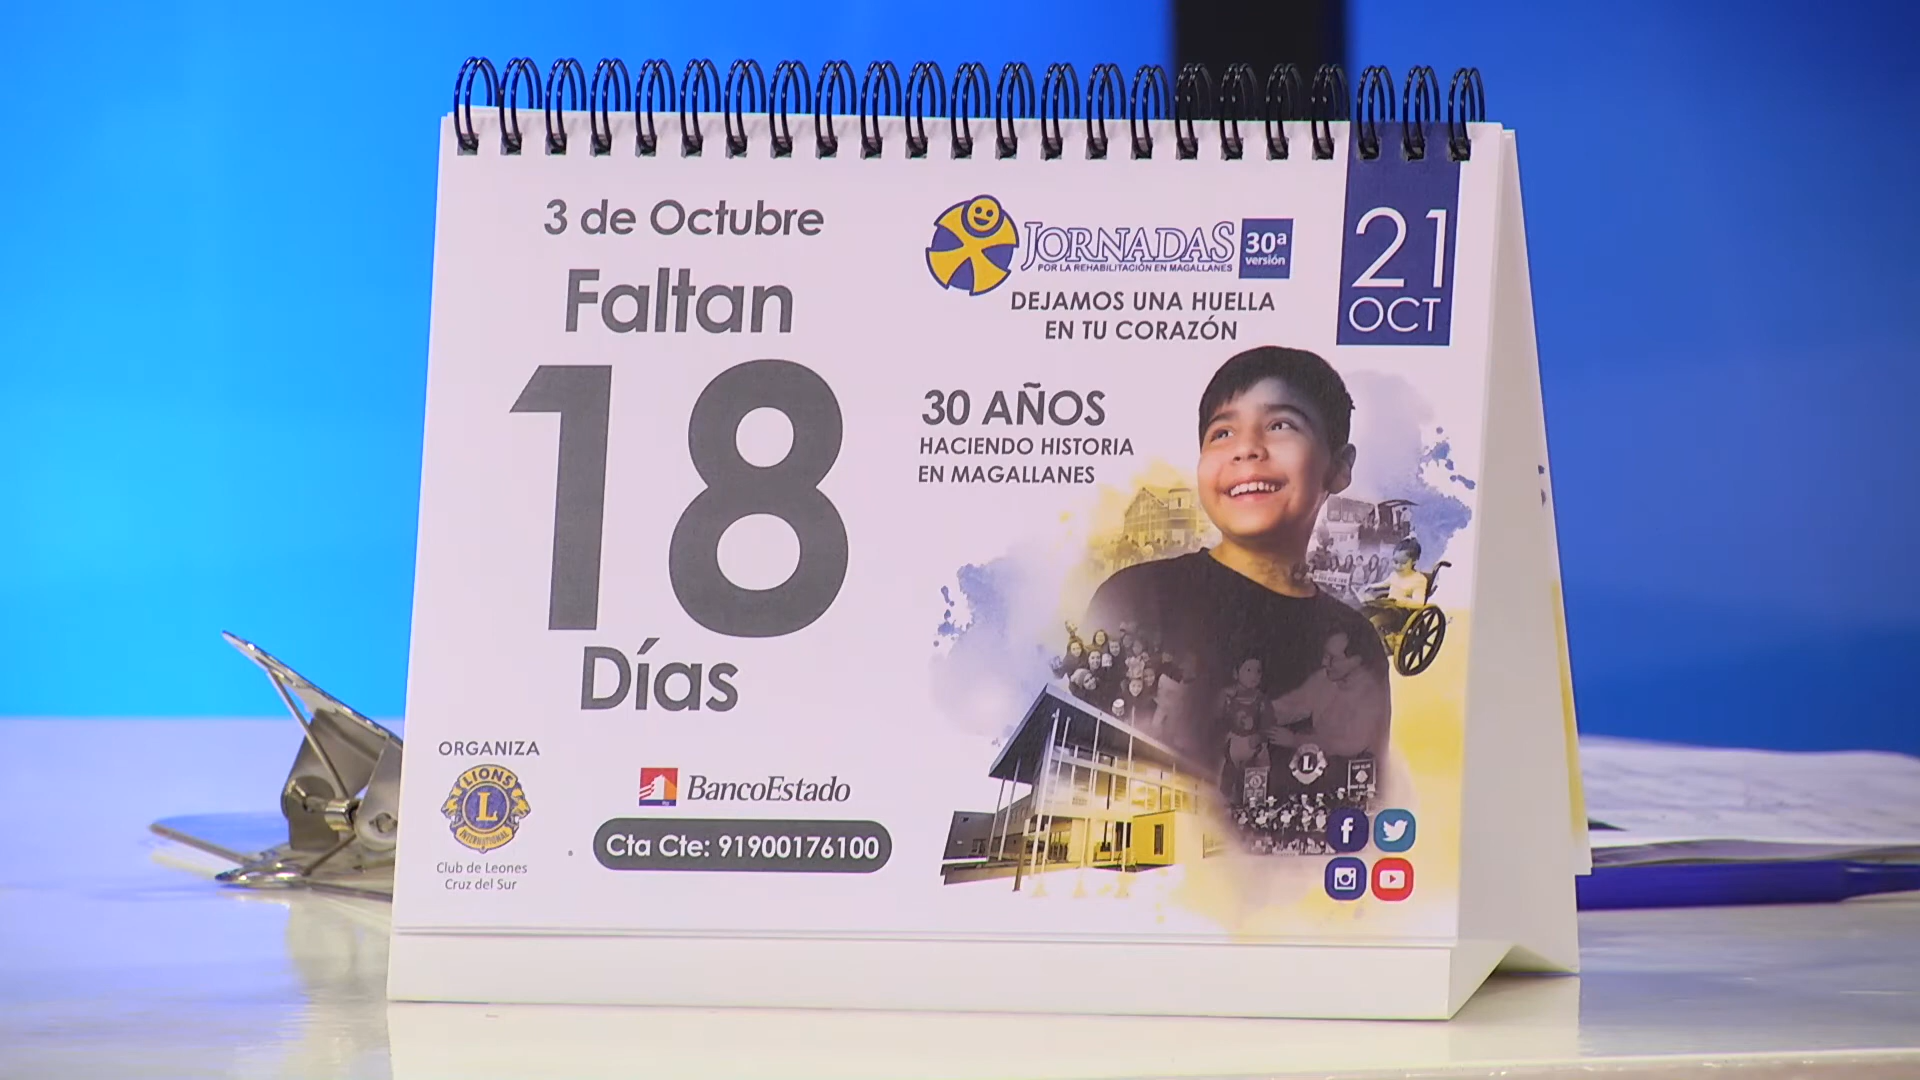 3 de Octubre
Faltan
18
Días
ORGANIZA
LIONS
L
INTERNATIONAL
Club de Leones
Cruz del Sur
BancoEstado
Cta Cte: 91900176100
JORNADAS
POR LA REHABILITACIÓN EN MAGALLANES
30ª
versión
DEJAMOS UNA HUELLA
EN TU CORAZÓN
21
OCT
30 AÑOS
HACIENDO HISTORIA
EN MAGALLANES
L